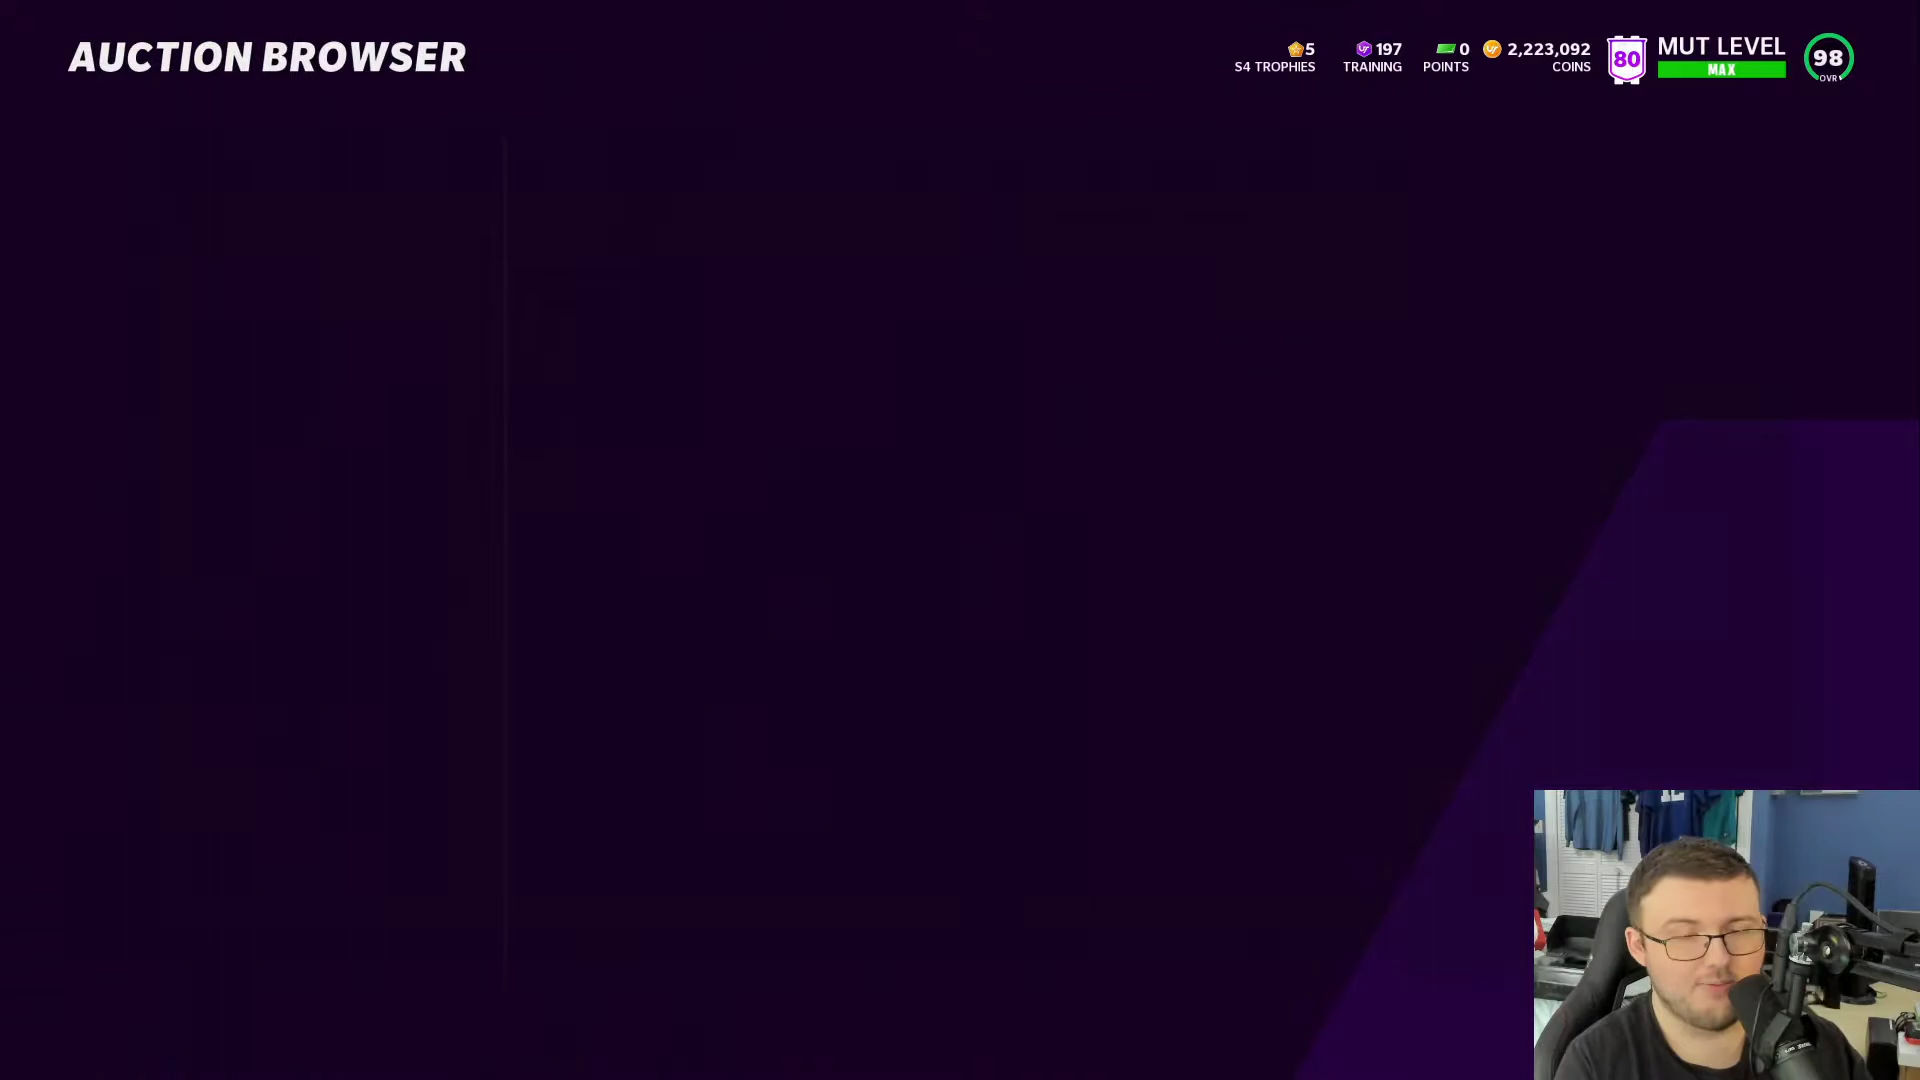 AUCTION BROWSER
5
S4 TROPHIES
197
TRAINING
0
POINTS
2,223,092
COINS
80
MUT LEVEL
MAX
98
OVR